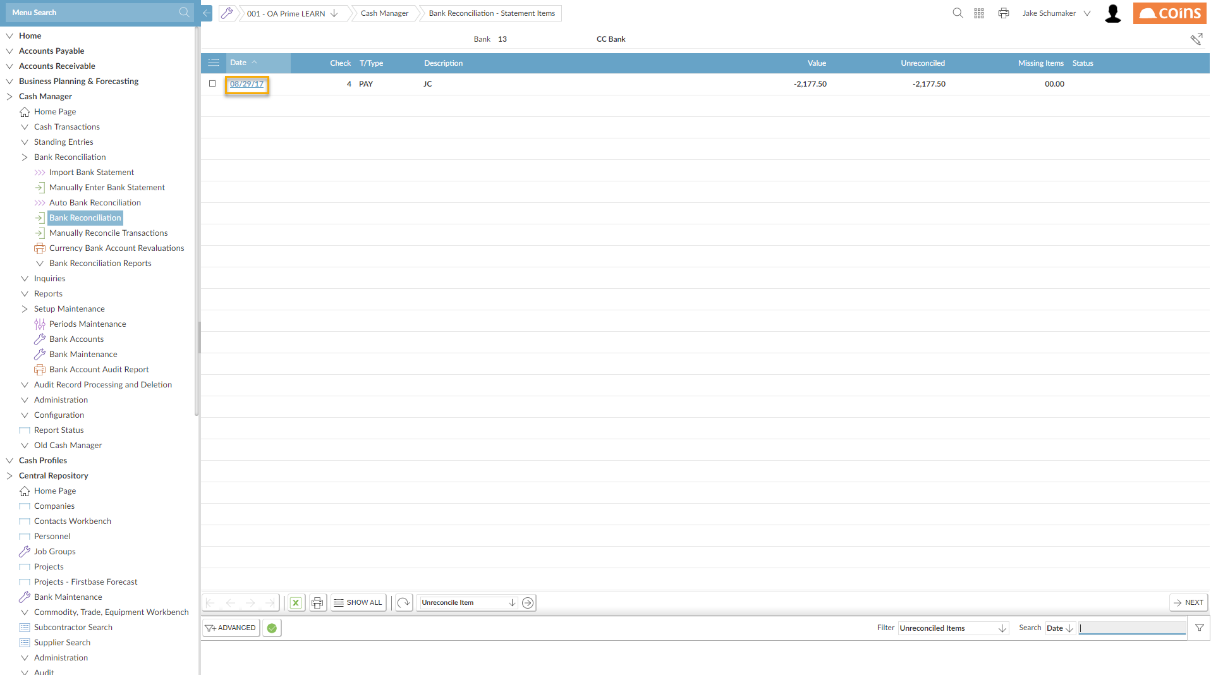 Menu Search
Home
Accounts Payable
Accounts Receivable
Business Planning & Forecasting
Cash Manager
Home Page
Cash Transactions
Standing Entries
Bank Reconciliation
Import Bank Statement
Manually Enter Bank Statement
Auto Bank Reconciliation
Bank Reconciliation
Manually Reconcile Transactions
Currency Bank Account Revaluations
Bank Reconciliation Reports
Inquiries
Reports
Setup Maintenance
Periods Maintenance
Bank Accounts
Bank Maintenance
Bank Account Audit Report
Audit Record Processing and Deletion
Administration
Configuration
Report Status
Old Cash Manager
Cash Profiles
Central Repository
Home Page
Companies
Contacts Workbench
Personnel
Job Groups
Projects
Projects - Firstbase Forecast
Bank Maintenance
Commodity, Trade, Equipment Workbench
Subcontractor Search
Supplier Search
Administration
Audit
001 - OA Prime LEARN Cash Manager Bank Reconciliation - Statement Items Jake Schumaker coins
Bank 13 CC Bank
Date Check T/Type Description Value Unreconciled Missing Items Status
08/29/17 4 PAY JC -2,177.50 -2,177.50 00.00
SHOW ALL Unreconcile Item NEXT
ADVANCED Filter Unreconciled Items Search Date